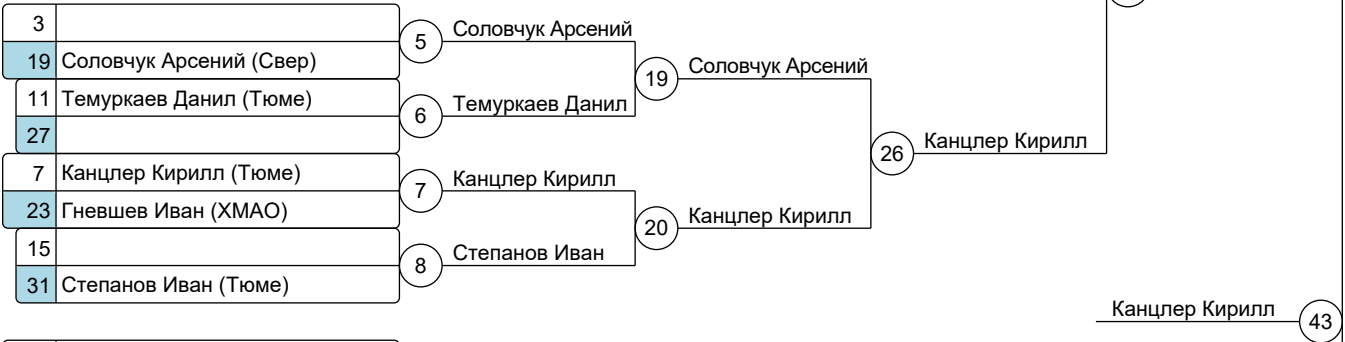 3
5
Соловчук Арсений
19 Соловчук Арсений (Свер)
19
Соловчук Арсений
11 Темуркаев Данил (Тюме)
6
Темуркаев Данил
27
26
Канцлер Кирилл
7 Канцлер Кирилл (Тюме)
7
Канцлер Кирилл
23 Гневшев Иван (ХМАО)
20
Канцлер Кирилл
15
8
Степанов Иван
31 Степанов Иван (Тюме)
Канцлер Кирилл
43